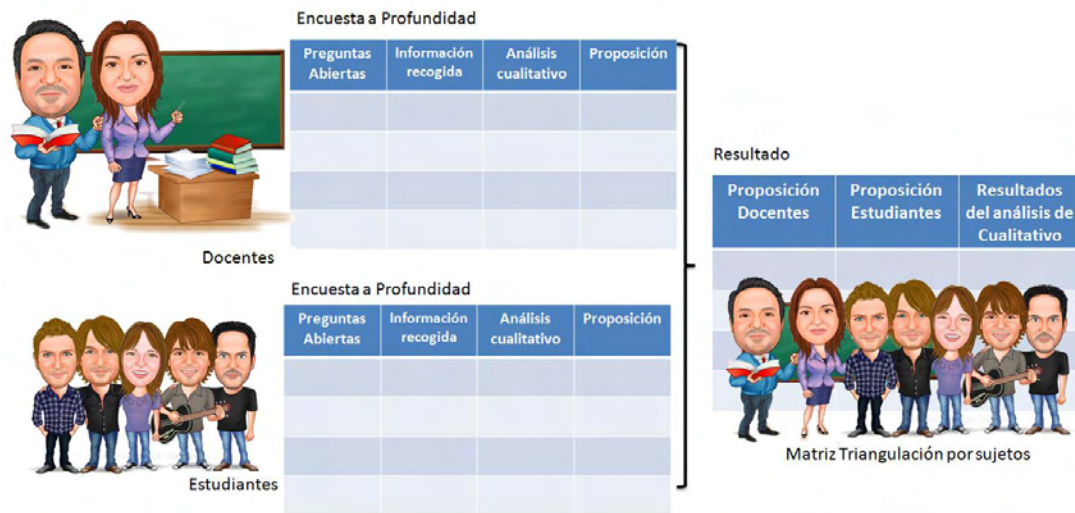 Encuesta a Profundidad
Preguntas Información Análisis Proposición
Abiertas recogida cualitativo
Docentes
Encuesta a Profundidad
Preguntas Información Análisis Proposición
Abiertas recogida cualitativo
Estudiantes
Resultado
Proposición Proposición Resultados
Docentes Estudiantes del análisis de
Cualitativo
Matriz Triangulación por sujetos